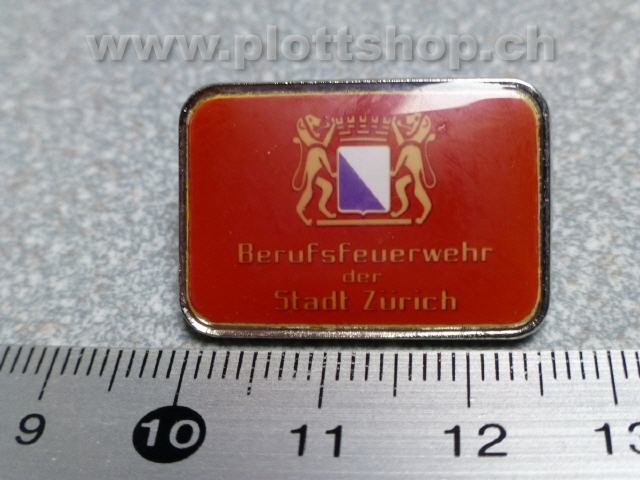 www.plottshop.ch
Berufsfeuerwehr
der
Stadt Zürich
9 10 11 12 13